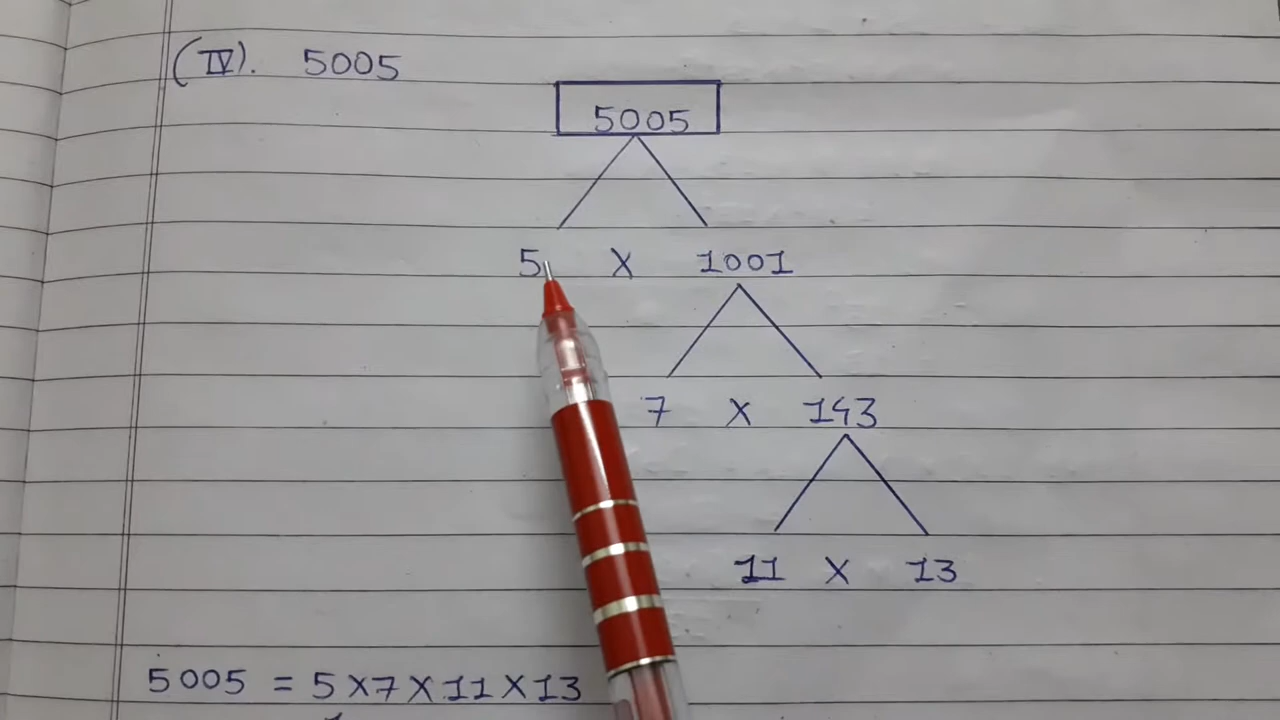 (IV). 5005
5005
5 X 1001
7 X 143
11 X 13
5005 = 5 X 7 X 11 X 13